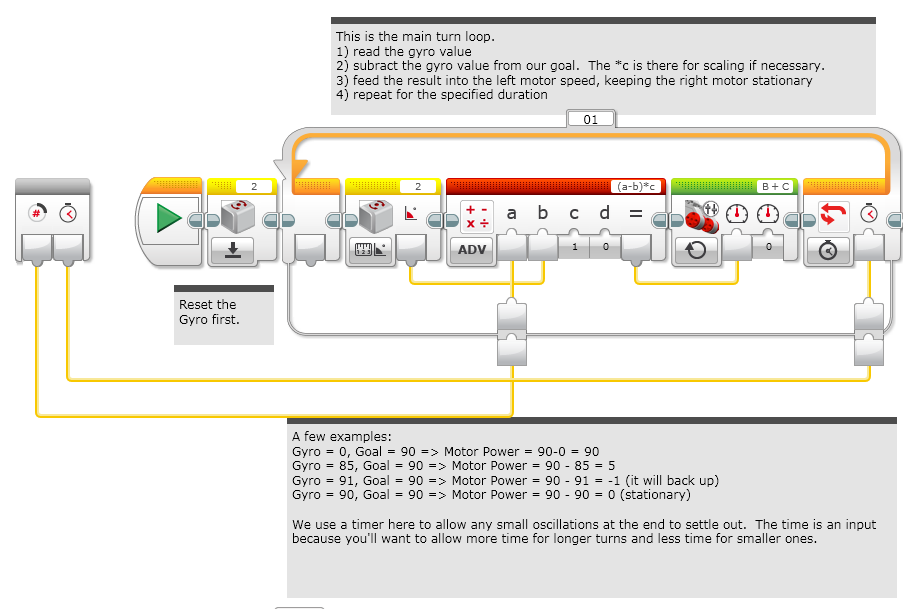 This is the main turn loop.
1) read the gyro value
2) subract the gyro value from our goal.  The *c is there for scaling if necessary.
3) feed the result into the left motor speed, keeping the right motor stationary
4) repeat for the specified duration
01
2
2
(a-b)*c
B + C
#
+ -
x ÷
a b c d =
ADV
1 0
0
Reset the
Gyro first.
A few examples:
Gyro = 0, Goal = 90 => Motor Power = 90-0 = 90
Gyro = 85, Goal = 90 => Motor Power = 90 - 85 = 5
Gyro = 91, Goal = 90 => Motor Power = 90 - 91 = -1 (it will back up)
Gyro = 90, Goal = 90 => Motor Power = 90 - 90 = 0 (stationary)
We use a timer here to allow any small oscillations at the end to settle out.  The time is an input
because you'll want to allow more time for longer turns and less time for smaller ones.